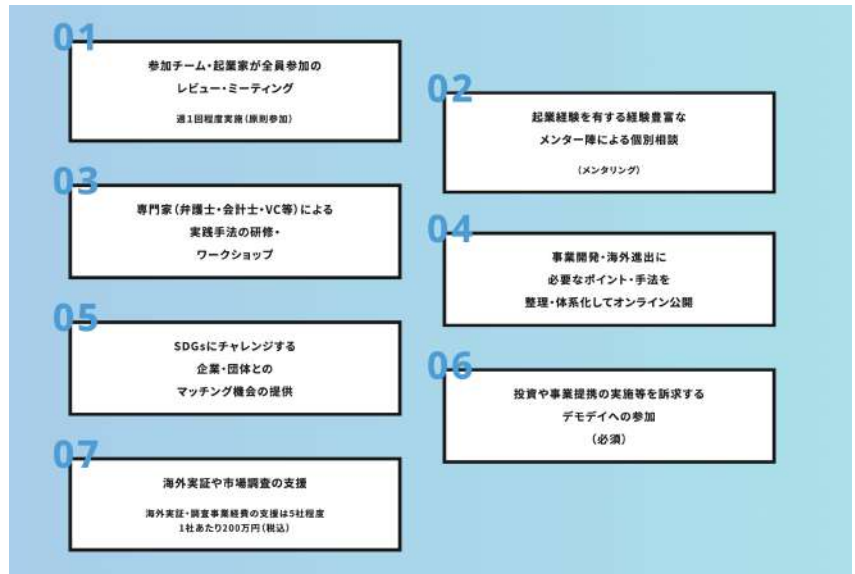 01
参加チーム・起業家が全員参加の
レビュー・ミーティング
週1回程度実施(原則参加)
02
起業経験を有する経験豊富な
メンター陣による個別相談
(メンタリング)
03
専門家(弁護士・会計士・VC等)による
実践手法の研修・
ワークショップ
04
事業開発・海外進出に
必要なポイント・手法を
整理・体系化してオンライン公開
05
SDGsにチャレンジする
企業・団体との
マッチング機会の提供
06
投資や事業提携の実施等を訴求する
デモデイへの参加
(必須)
07
海外実証や市場調査の支援
海外実証・調査事業経費の支援は5社程度
1社あたり200万円(税込)